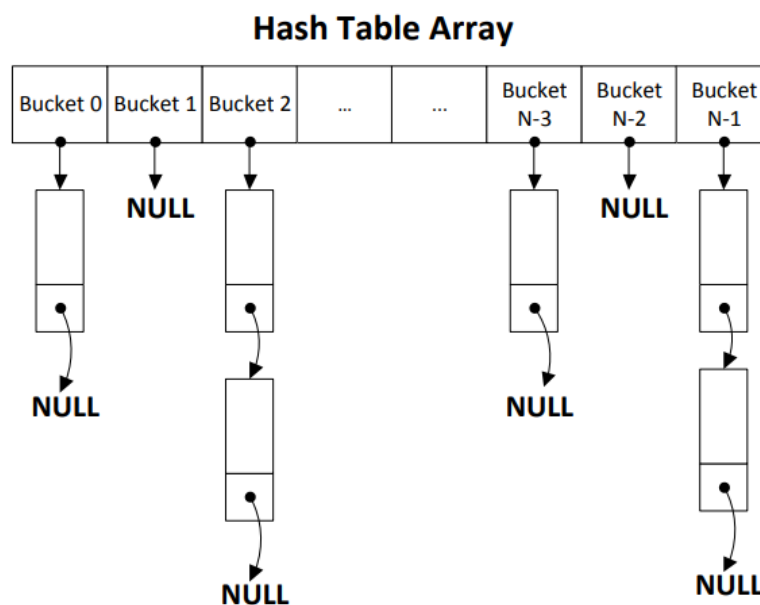 Hash Table Array
Bucket 0 Bucket 1 Bucket 2 ... ... Bucket N-3 Bucket N-2 Bucket N-1
NULL NULL
NULL NULL
NULL NULL